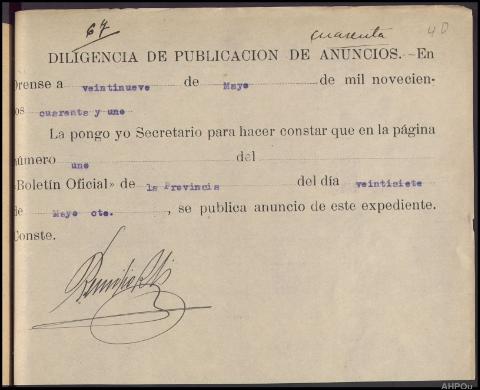 67 cuarenta 40
DILIGENCIA DE PUBLICACION DE ANUNCIOS.--En
Orense a veintinueve de Mayo de mil novecien-
os cuarenta y uno
La pongo yo Secretario para hacer constar que en la página
número uno del
«Boletín Oficial» de la Provincia del día veintisiete
de Mayo cte. , se publica anuncio de este expediente.
Conste.
AHPOu